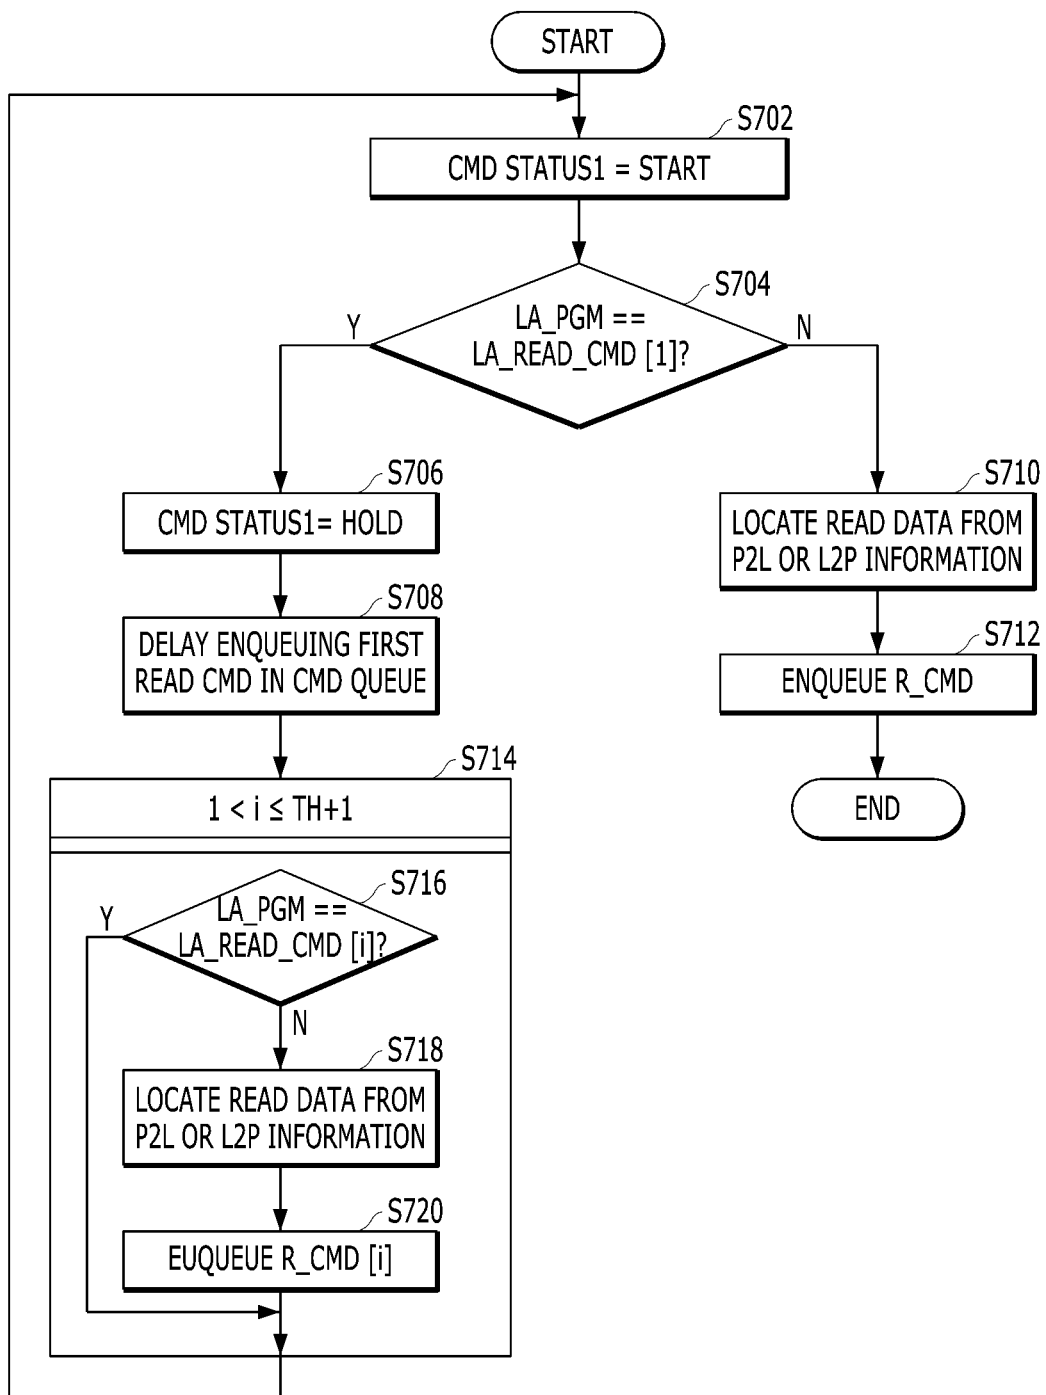 START
S702
CMD STATUS1 = START
S704
LA_PGM ==
LA_READ_CMD [1]?
Y
N
S706
CMD STATUS1= HOLD
S708
DELAY ENQUEUING FIRST
READ CMD IN CMD QUEUE
S710
LOCATE READ DATA FROM
P2L OR L2P INFORMATION
S712
ENQUEUE R_CMD
END
S714
1 < i ≤ TH+1
S716
LA_PGM ==
LA_READ_CMD [i]?
Y
N
S718
LOCATE READ DATA FROM
P2L OR L2P INFORMATION
S720
EUQUEUE R_CMD [i]